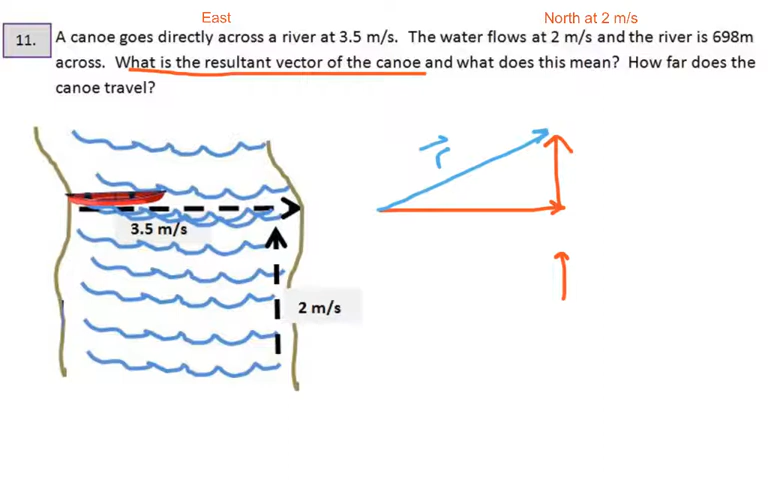 East
North at 2 m/s
11. A canoe goes directly across a river at 3.5 m/s. The water flows at 2 m/s and the river is 698m
across. What is the resultant vector of the canoe and what does this mean? How far does the
canoe travel?
r
3.5 m/s
2 m/s